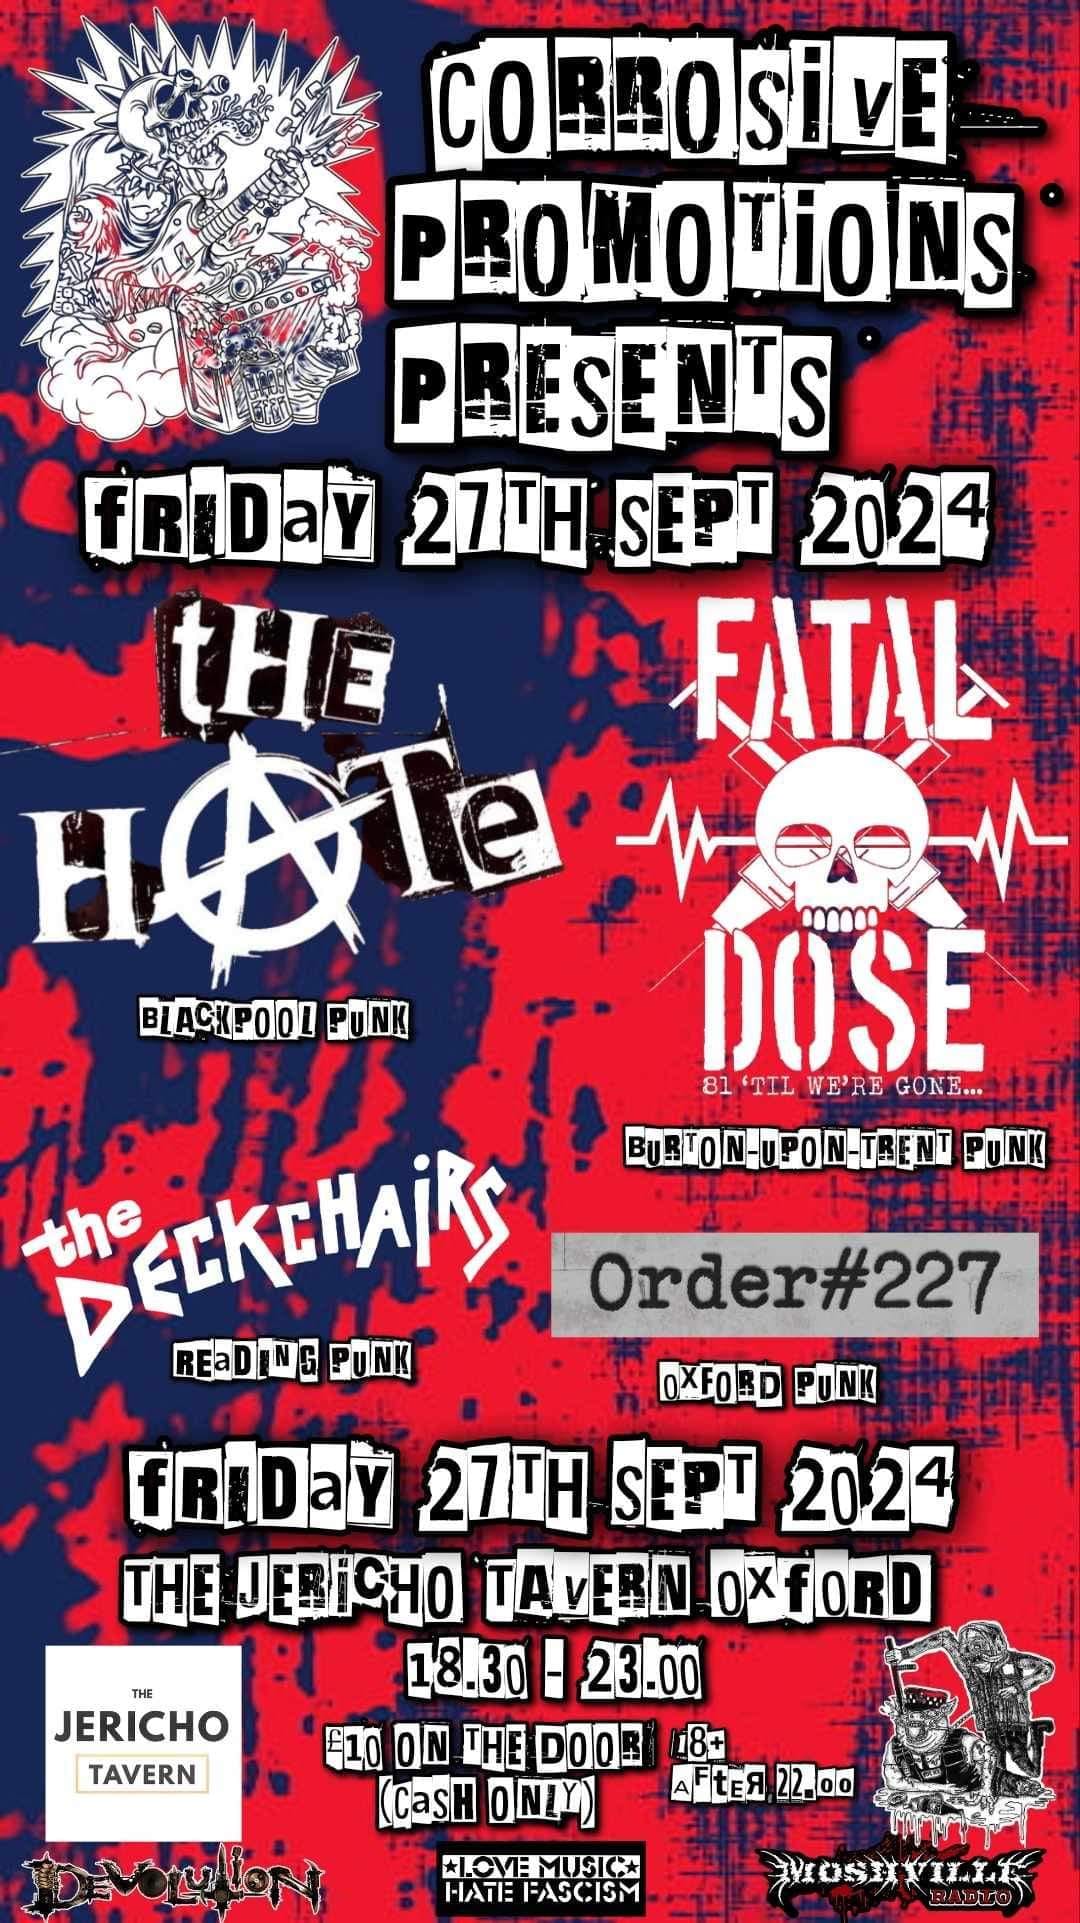 CORROSiVE
PROMOTiONS
PRESENTS
fRIDaY 27TH SEPT 2024
tHE
HATe
BLACKPOOL PUNK
FATAL
DOSE
81 ‘TIL WE’RE GONE...
BURTON-UPON-TRENT PUNK
the
DECKCHAiRS
REaDING PUNK
Order#227
OXFORD PUNK
fRIDaY 27TH SEPT 2024
THE JERiCHO TAvERN OXfORD
18.30 - 23.00
£10 ON THE DOOR
(CaSH ONLY)
18+
AFtER 22.00
THE
JERICHO
TAVERN
DEVOLUTION
★LOVE MUSIC★
HATE FASCISM
MOSHVILLE
RADIO